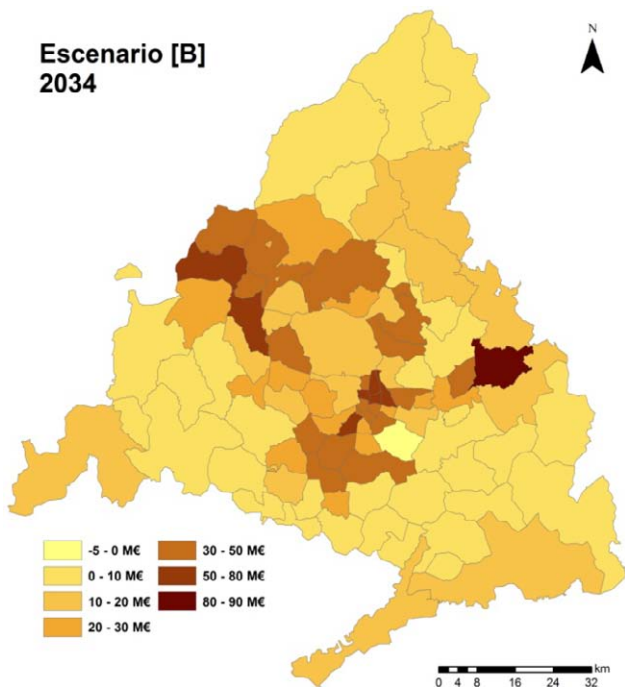 Escenario [B]
2034
N
-5 - 0 M€
0 - 10 M€
10 - 20 M€
20 - 30 M€
30 - 50 M€
50 - 80 M€
80 - 90 M€
km
0 4 8 16 24 32